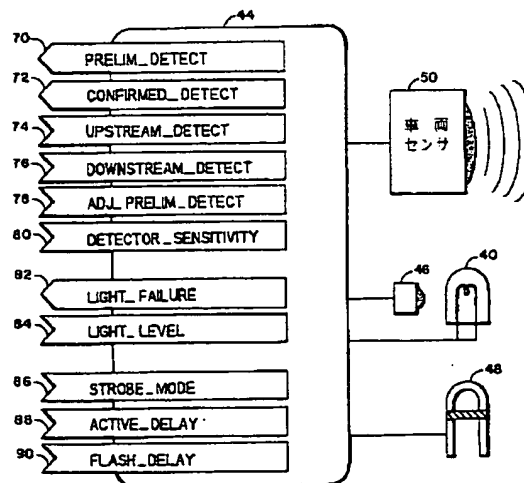 70
PRELIM_DETECT
72
CONFIRMED_DETECT
74
UPSTREAM_DETECT
76
DOWNSTREAM_DETECT
78
ADJ_PRELIM_DETECT
80
DETECTOR_SENSITIVITY
82
LIGHT_FAILURE
84
LIGHT_LEVEL
86
STROBE_MODE
88
ACTIVE_DELAY
90
FLASH_DELAY
44
50
車両
センサ
46
40
48